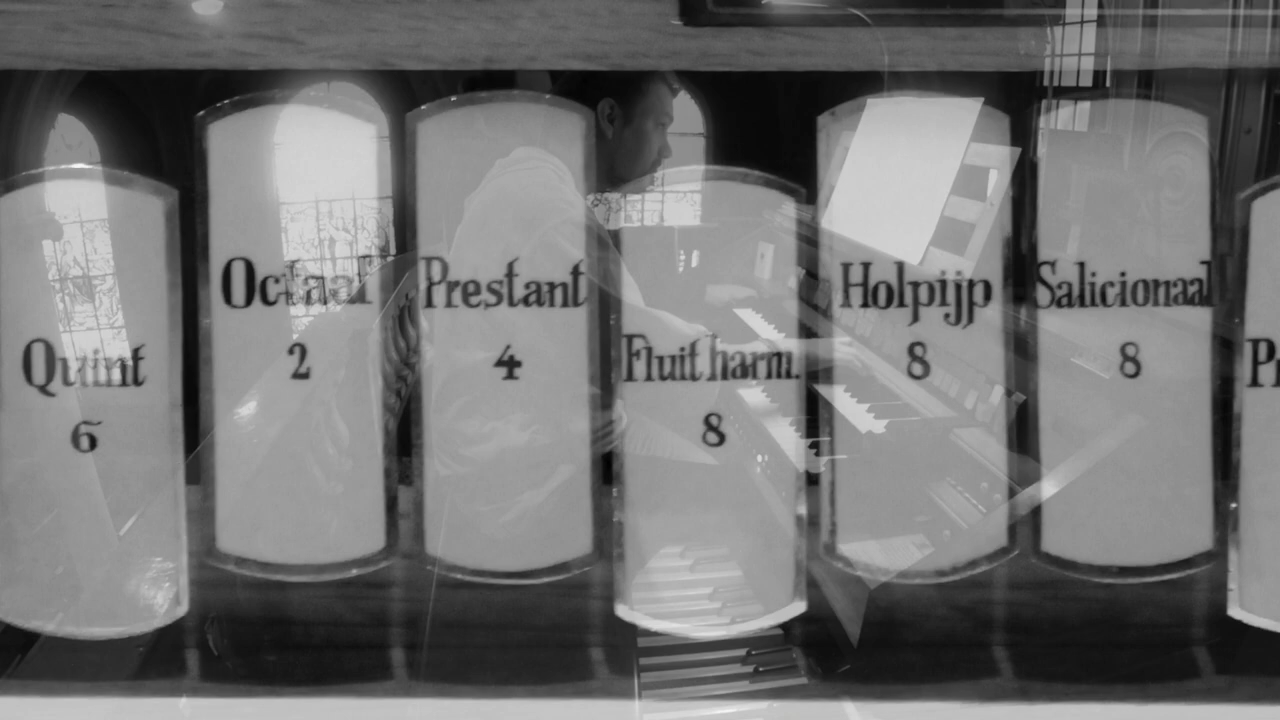 Quint
6
Octaaf
2
Prestant
4
Fluit harm.
8
Holpijp
8
Salicionaal
8